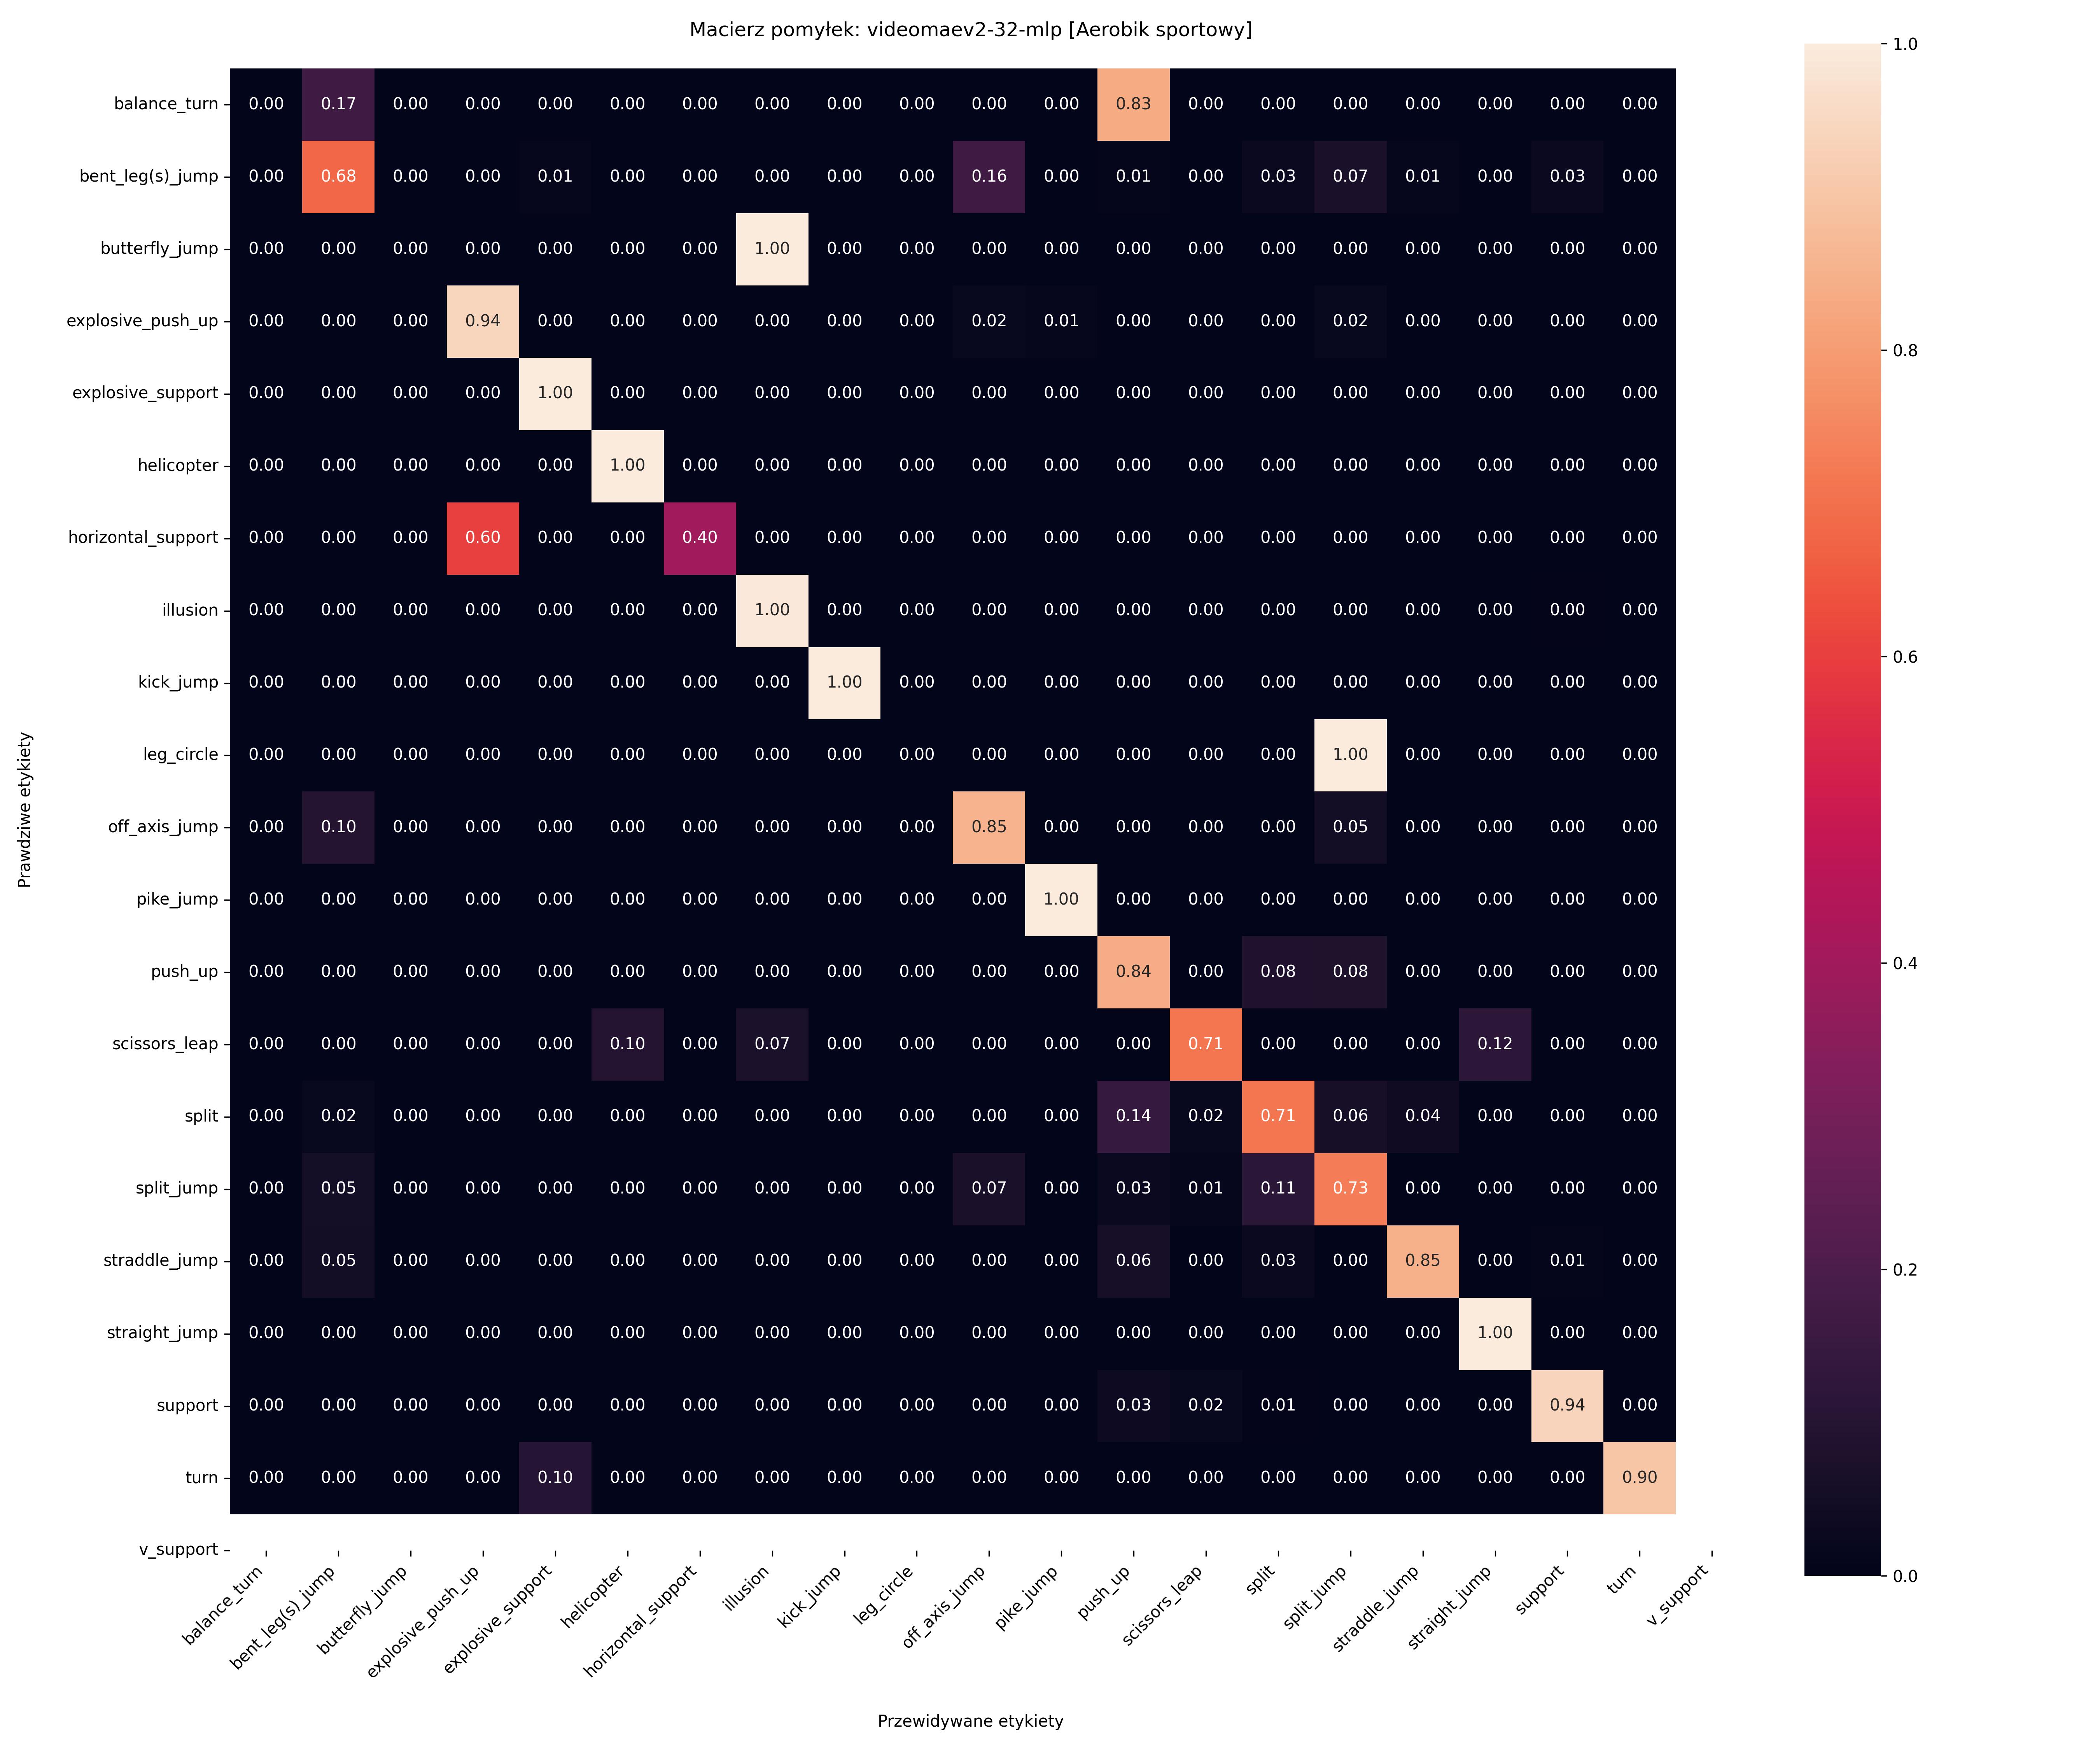 Macierz pomyłek: videomaev2-32-mlp [Aerobik sportowy]
balance_turn 0.00 0.17 0.00 0.00 0.00 0.00 0.00 0.00 0.00 0.00 0.00 0.00 0.83 0.00 0.00 0.00 0.00 0.00 0.00 0.00
bent_leg(s)_jump 0.00 0.68 0.00 0.00 0.01 0.00 0.00 0.00 0.00 0.00 0.16 0.00 0.01 0.00 0.03 0.07 0.01 0.00 0.03 0.00
butterfly_jump 0.00 0.00 0.00 0.00 0.00 0.00 0.00 1.00 0.00 0.00 0.00 0.00 0.00 0.00 0.00 0.00 0.00 0.00 0.00 0.00
explosive_push_up 0.00 0.00 0.00 0.94 0.00 0.00 0.00 0.00 0.00 0.00 0.02 0.01 0.00 0.00 0.00 0.02 0.00 0.00 0.00 0.00
explosive_support 0.00 0.00 0.00 0.00 1.00 0.00 0.00 0.00 0.00 0.00 0.00 0.00 0.00 0.00 0.00 0.00 0.00 0.00 0.00 0.00
helicopter 0.00 0.00 0.00 0.00 0.00 1.00 0.00 0.00 0.00 0.00 0.00 0.00 0.00 0.00 0.00 0.00 0.00 0.00 0.00 0.00
horizontal_support 0.00 0.00 0.00 0.60 0.00 0.00 0.40 0.00 0.00 0.00 0.00 0.00 0.00 0.00 0.00 0.00 0.00 0.00 0.00 0.00
illusion 0.00 0.00 0.00 0.00 0.00 0.00 0.00 1.00 0.00 0.00 0.00 0.00 0.00 0.00 0.00 0.00 0.00 0.00 0.00 0.00
kick_jump 0.00 0.00 0.00 0.00 0.00 0.00 0.00 0.00 1.00 0.00 0.00 0.00 0.00 0.00 0.00 0.00 0.00 0.00 0.00 0.00
leg_circle 0.00 0.00 0.00 0.00 0.00 0.00 0.00 0.00 0.00 0.00 0.00 0.00 0.00 0.00 0.00 1.00 0.00 0.00 0.00 0.00
off_axis_jump 0.00 0.10 0.00 0.00 0.00 0.00 0.00 0.00 0.00 0.00 0.85 0.00 0.00 0.00 0.00 0.05 0.00 0.00 0.00 0.00
pike_jump 0.00 0.00 0.00 0.00 0.00 0.00 0.00 0.00 0.00 0.00 0.00 1.00 0.00 0.00 0.00 0.00 0.00 0.00 0.00 0.00
push_up 0.00 0.00 0.00 0.00 0.00 0.00 0.00 0.00 0.00 0.00 0.00 0.00 0.84 0.00 0.08 0.08 0.00 0.00 0.00 0.00
scissors_leap 0.00 0.00 0.00 0.00 0.00 0.10 0.00 0.07 0.00 0.00 0.00 0.00 0.00 0.71 0.00 0.00 0.00 0.12 0.00 0.00
split 0.00 0.02 0.00 0.00 0.00 0.00 0.00 0.00 0.00 0.00 0.00 0.00 0.14 0.02 0.71 0.06 0.04 0.00 0.00 0.00
split_jump 0.00 0.05 0.00 0.00 0.00 0.00 0.00 0.00 0.00 0.00 0.07 0.00 0.03 0.01 0.11 0.73 0.00 0.00 0.00 0.00
straddle_jump 0.00 0.05 0.00 0.00 0.00 0.00 0.00 0.00 0.00 0.00 0.00 0.00 0.06 0.00 0.03 0.00 0.85 0.00 0.01 0.00
straight_jump 0.00 0.00 0.00 0.00 0.00 0.00 0.00 0.00 0.00 0.00 0.00 0.00 0.00 0.00 0.00 0.00 0.00 1.00 0.00 0.00
support 0.00 0.00 0.00 0.00 0.00 0.00 0.00 0.00 0.00 0.00 0.00 0.00 0.03 0.02 0.01 0.00 0.00 0.00 0.94 0.00
turn 0.00 0.00 0.00 0.00 0.10 0.00 0.00 0.00 0.00 0.00 0.00 0.00 0.00 0.00 0.00 0.00 0.00 0.00 0.00 0.90
v_support
Prawdziwe etykiety
balance_turn
bent_leg(s)_jump
butterfly_jump
explosive_push_up
explosive_support
helicopter
horizontal_support
illusion
kick_jump
leg_circle
off_axis_jump
pike_jump
push_up
scissors_leap
split
split_jump
straddle_jump
straight_jump
support
turn
v_support
Przewidywane etykiety
1.0
0.8
0.6
0.4
0.2
0.0